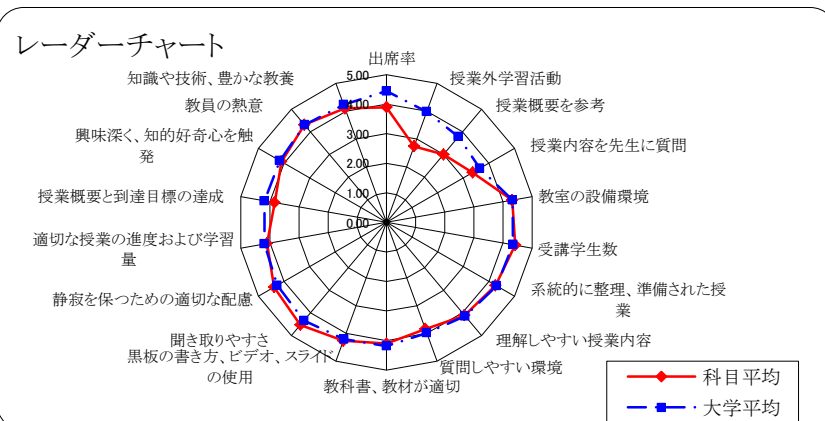 レーダーチャート
出席率
授業外学習活動
授業概要を参考
授業内容を先生に質問
教室の設備環境
受講学生数
系統的に整理、準備された授
業
理解しやすい授業内容
質問しやすい環境
教科書、教材が適切
黒板の書き方、ビデオ、スライド
の使用
聞き取りやすさ
静寂を保つための適切な配慮
適切な授業の進度および学習
量
授業概要と到達目標の達成
興味深く、知的好奇心を触
発
教員の熱意
知識や技術、豊かな教養
5.00
4.00
3.00
2.00
1.00
0.00
科目平均
大学平均